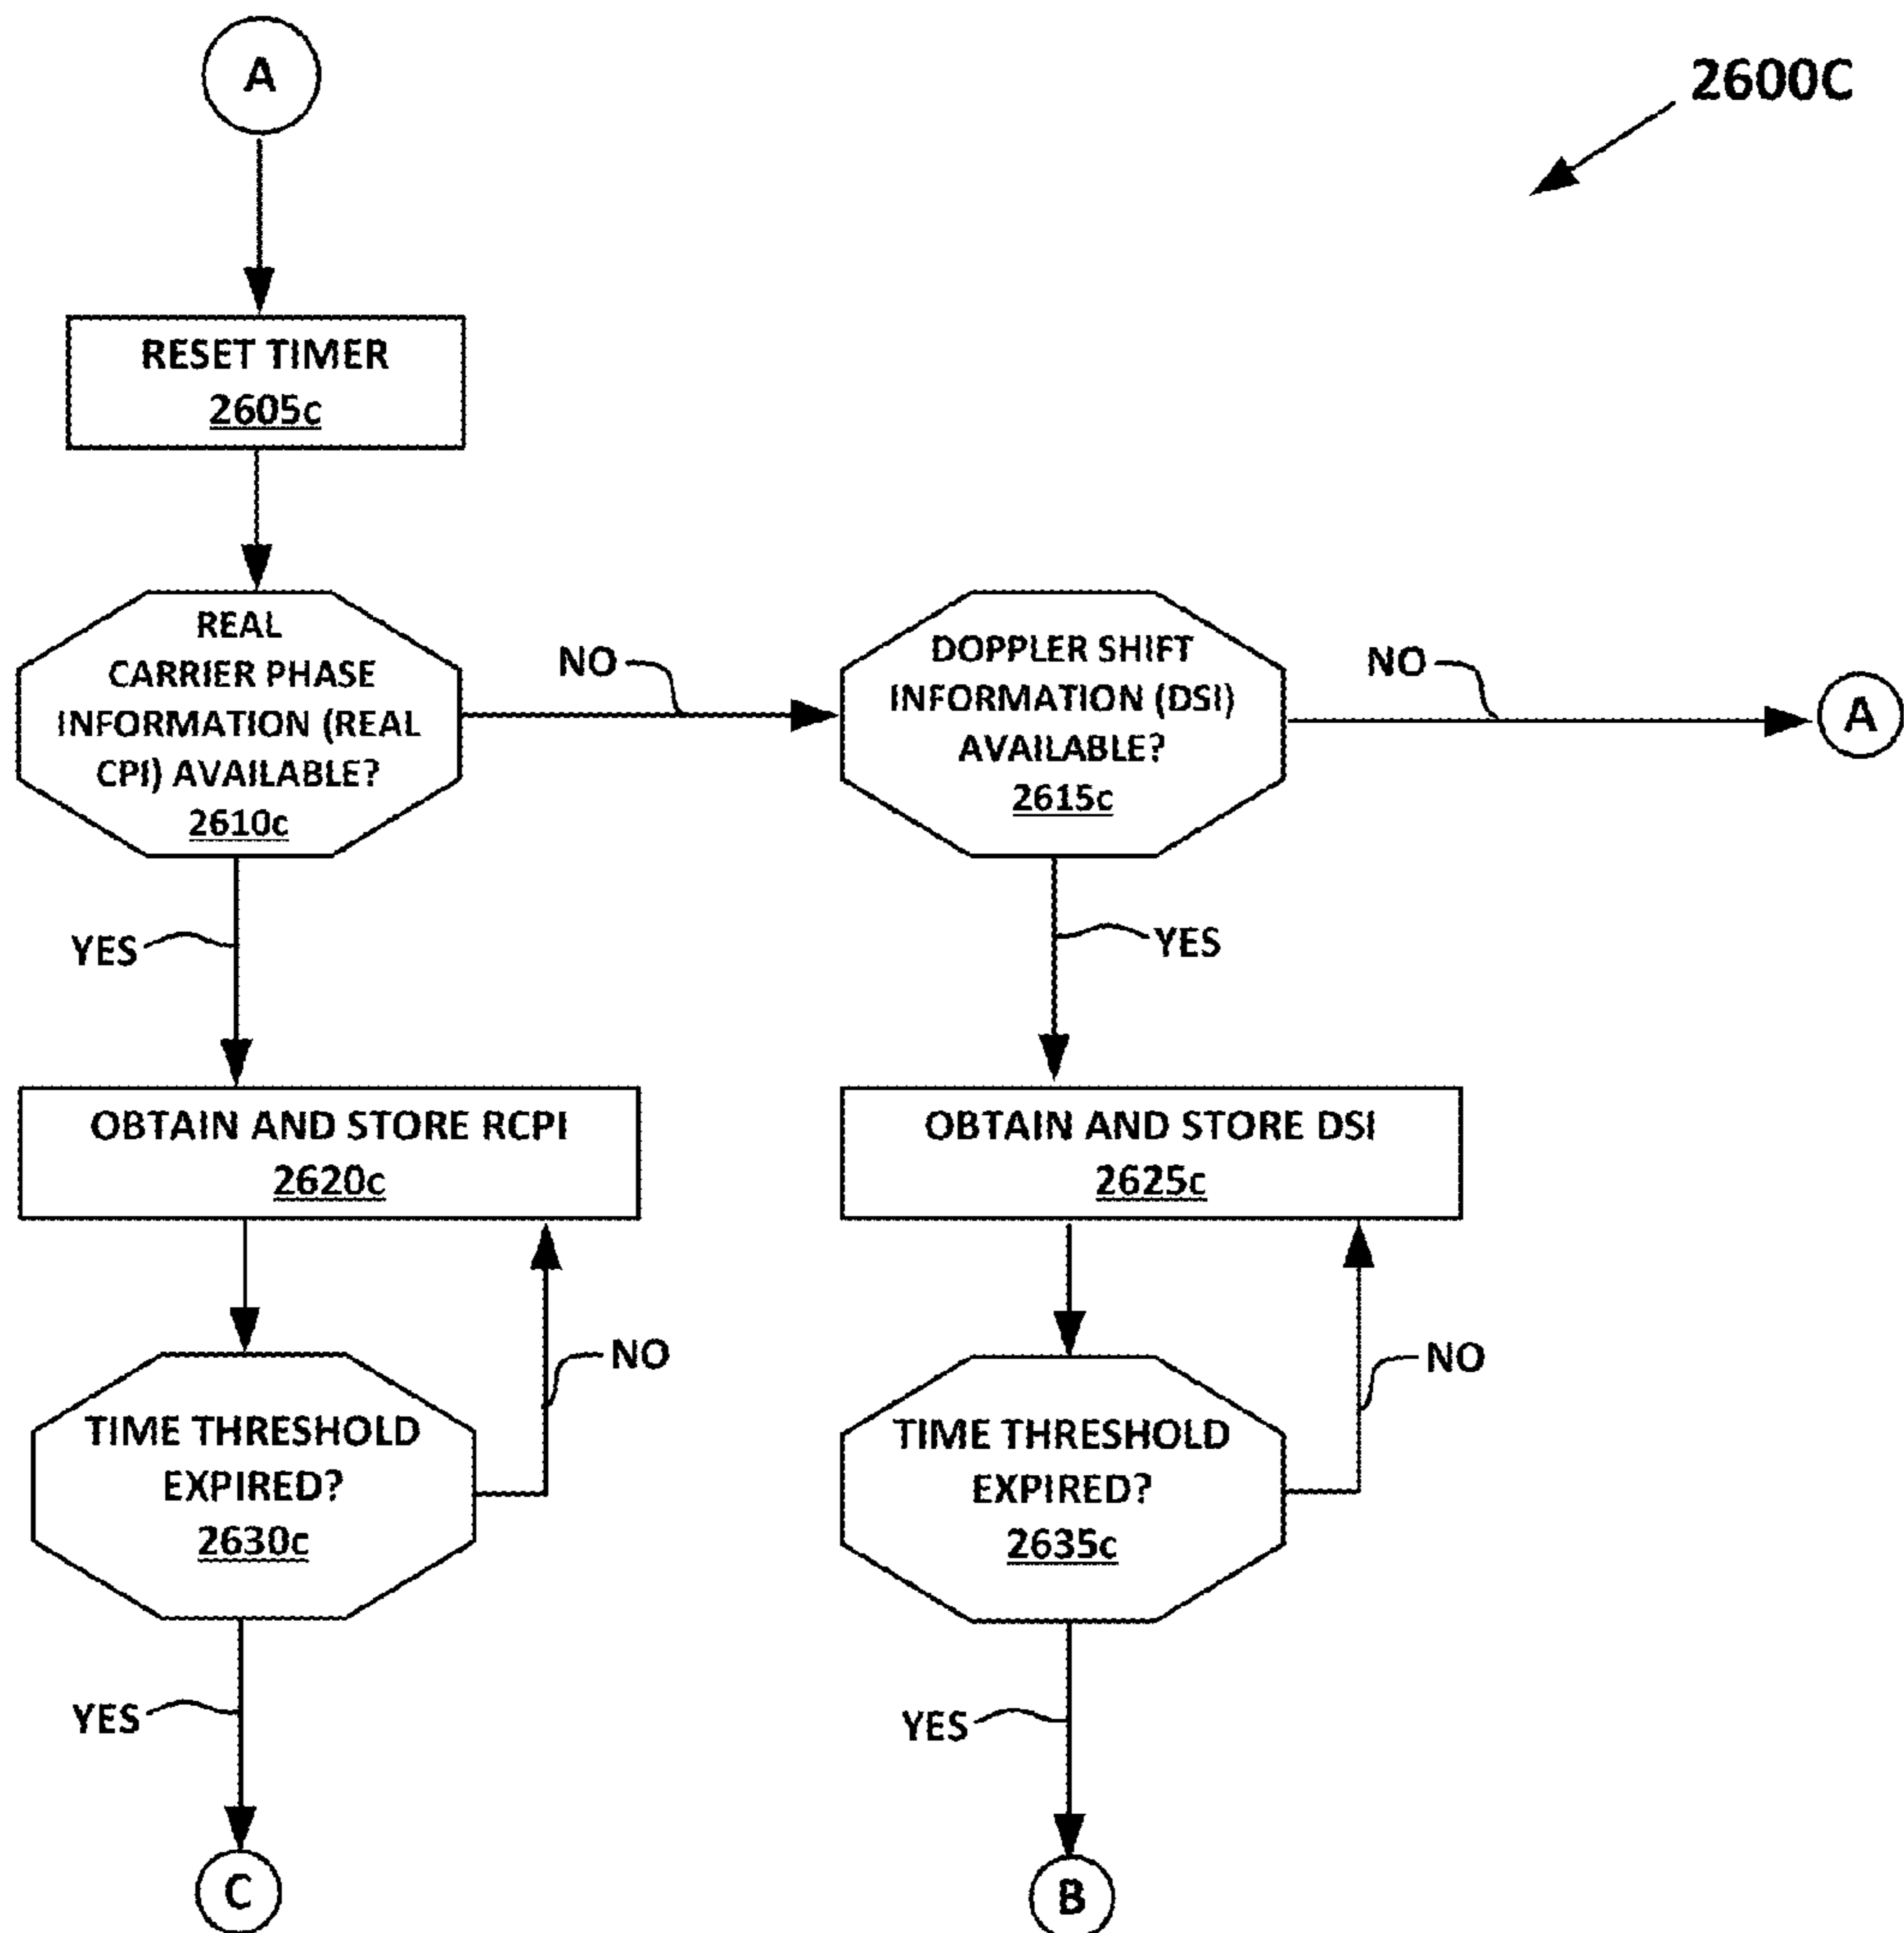 A
2600C
RESET TIMER
2605c
REAL
CARRIER PHASE
INFORMATION (REAL
CPI) AVAILABLE?
2610c
NO
DOPPLER SHIFT
INFORMATION (DSI)
AVAILABLE?
2615c
NO
A
YES
YES
OBTAIN AND STORE RCPI
2620c
OBTAIN AND STORE DSI
2625c
NO
NO
TIME THRESHOLD
EXPIRED?
2630c
TIME THRESHOLD
EXPIRED?
2635c
YES
YES
C
B